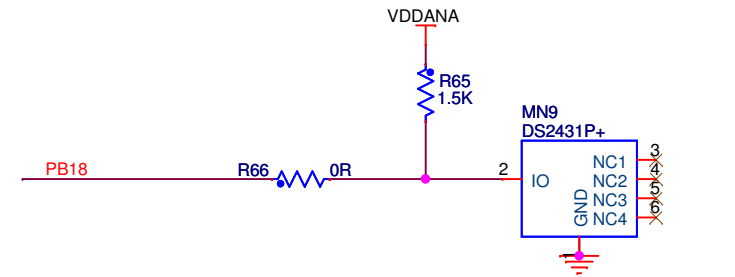 VDDANA
R65
1.5K
MN9
DS2431P+
PB18
R66
0R
2
IO
GND
NC1
3
NC2
4
NC3
5
NC4
6
1